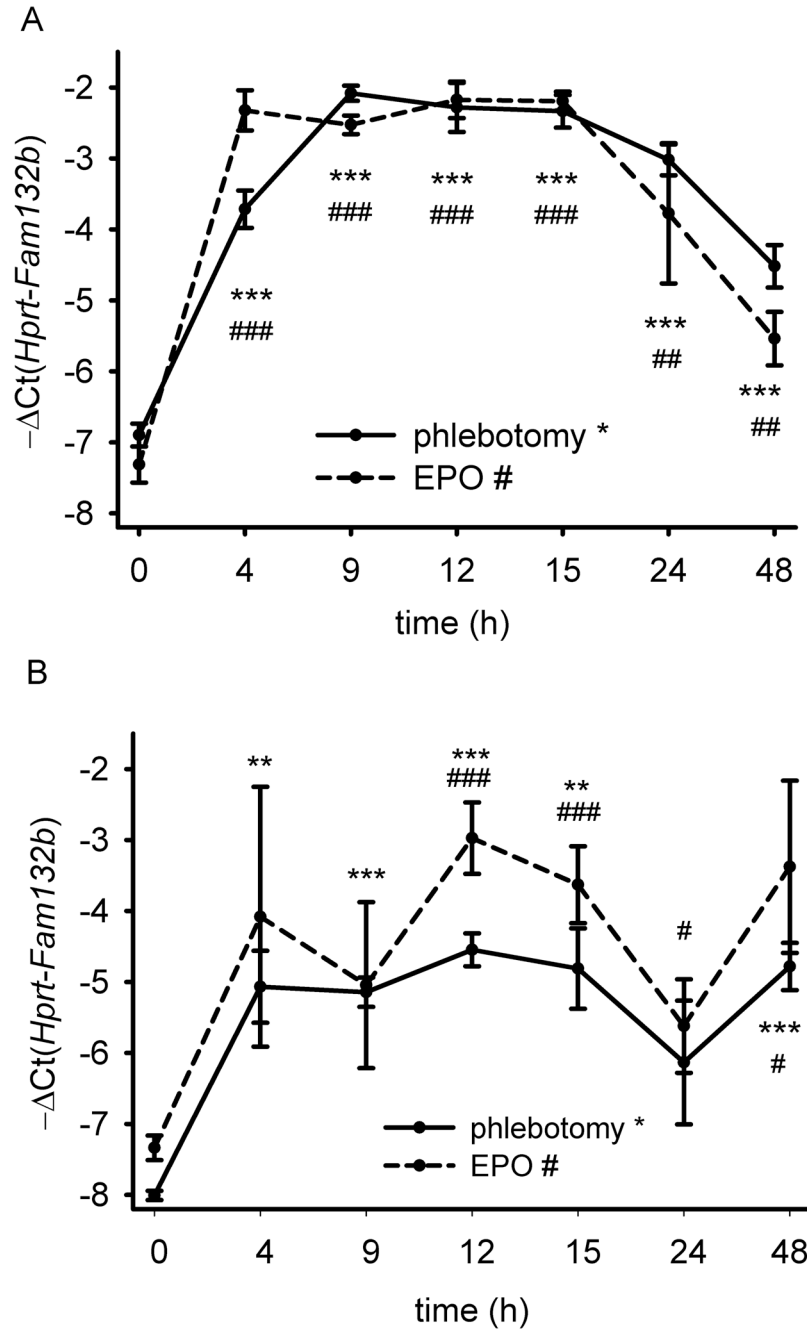 A
-2
-3
-4
-5
-6
-7
-8
−ΔCt(Hprt-Fam132b)
***
###
***
###
***
###
***
###
***
##
***
##
phlebotomy *
EPO #
0 4 9 12 15 24 48
time (h)
B
-2
-3
-4
-5
-6
-7
-8
−ΔCt(Hprt-Fam132b)
**
***
***
###
**
###
#
***
#
phlebotomy *
EPO #
0 4 9 12 15 24 48
time (h)